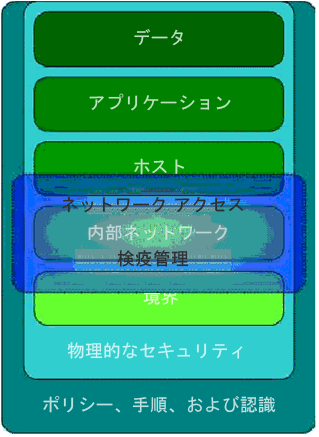 データ
アプリケーション
ホスト
ネットワーク アクセス
内部ネットワーク
検疫管理
境界
物理的なセキュリティ
ポリシー、手順、および認識